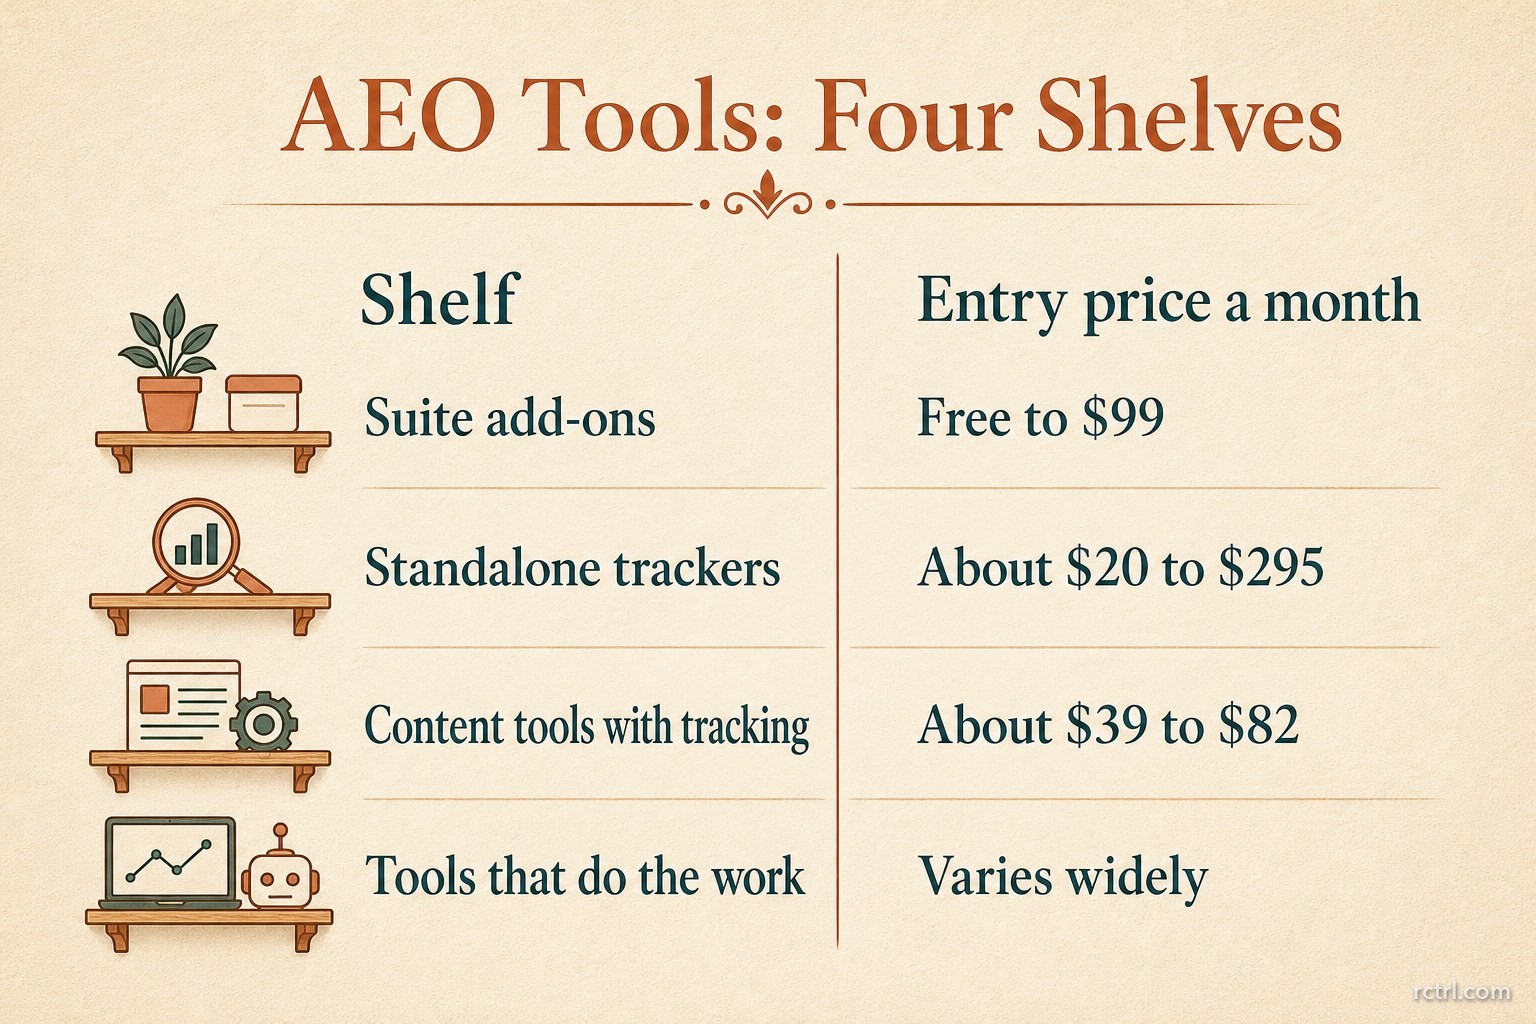 AEO Tools: Four Shelves
Shelf
Entry price a month
Suite add-ons
Free to $99
Standalone trackers
About $20 to $295
Content tools with tracking
About $39 to $82
Tools that do the work
Varies widely
rctrl.com